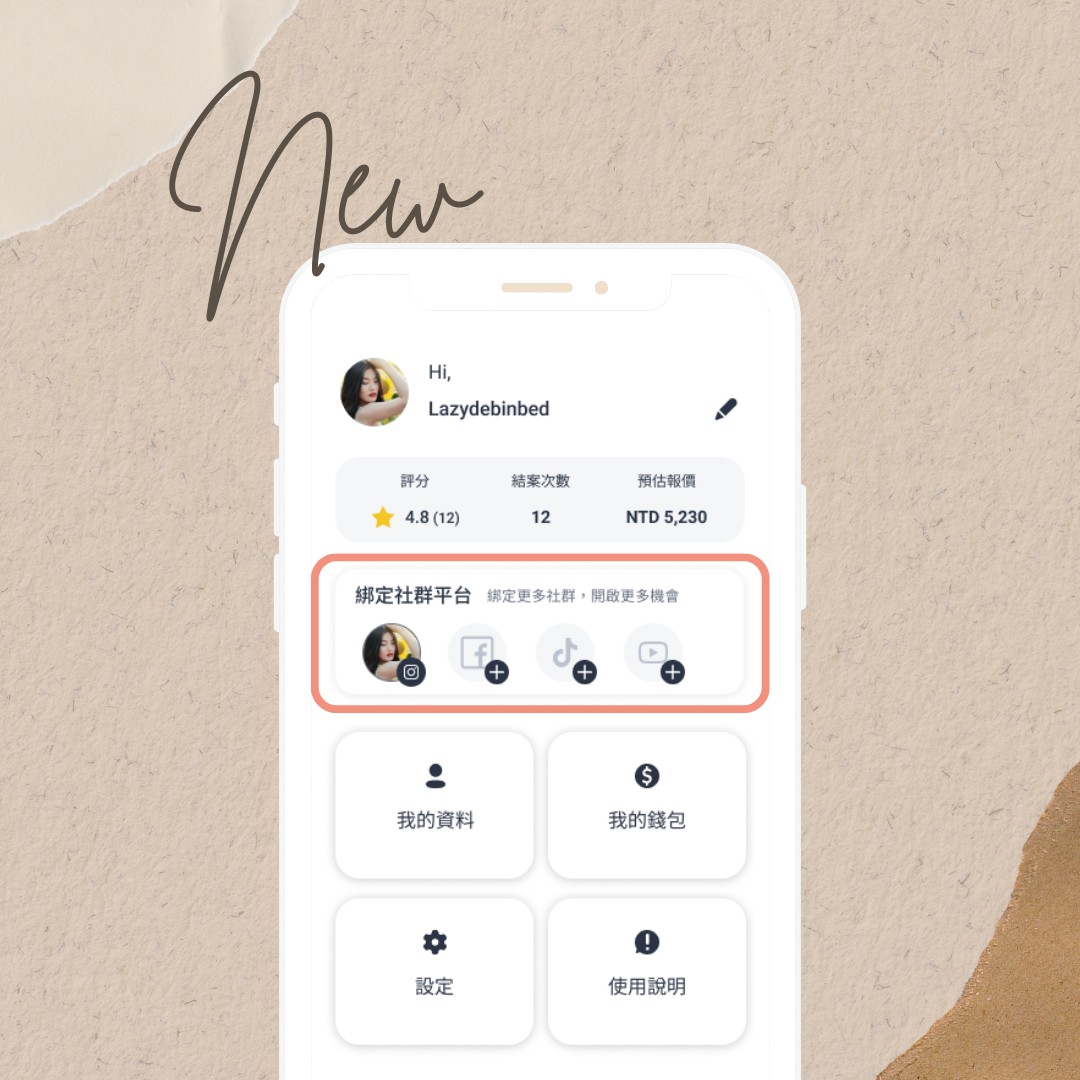 New
Hi,
Lazydebinbed
評分 結案次數 預估報價
4.8 (12) 12 NTD 5,230
綁定社群平台 綁定更多社群，開啟更多機會
我的資料 我的錢包
設定 使用說明